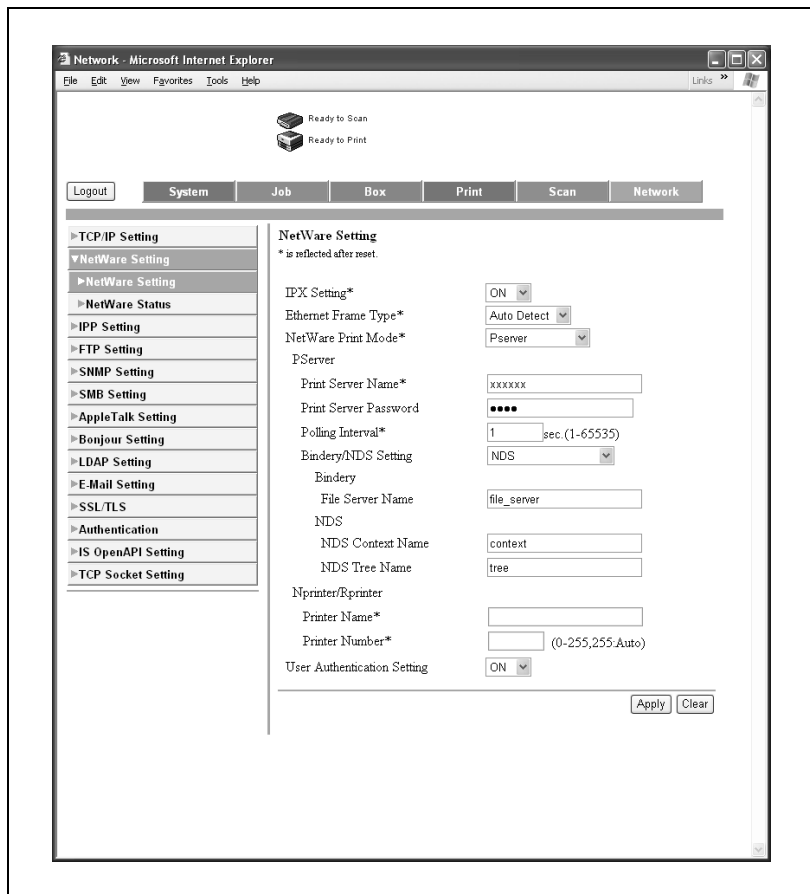 Network - Microsoft Internet Explorer
File Edit View Favorites Tools Help Links »
Ready to Scan
Ready to Print
Logout System Job Box Print Scan Network
TCP/IP Setting
NetWare Setting
NetWare Setting
NetWare Status
IPP Setting
FTP Setting
SNMP Setting
SMB Setting
AppleTalk Setting
Bonjour Setting
LDAP Setting
E-Mail Setting
SSL/TLS
Authentication
IS OpenAPI Setting
TCP Socket Setting
NetWare Setting
* is reflected after reset.
IPX Setting* ON
Ethernet Frame Type* Auto Detect
NetWare Print Mode* Pserver
PServer
Print Server Name* xxxxxx
Print Server Password ●●●●
Polling Interval* 1 sec.(1-65535)
Bindery/NDS Setting NDS
Bindery
File Server Name file_server
NDS
NDS Context Name context
NDS Tree Name tree
Nprinter/Rprinter
Printer Name*
Printer Number* (0-255,255:Auto)
User Authentication Setting ON
Apply Clear